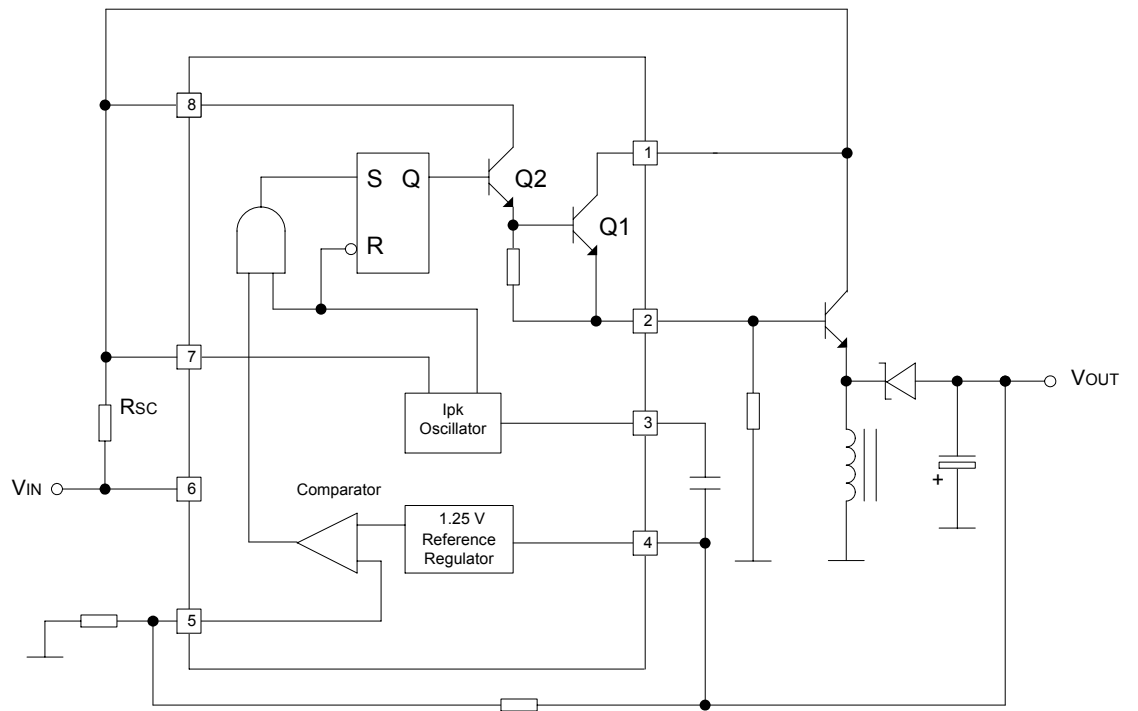 8
1
S Q
Q2
R
Q1
2
7
RSC
Ipk
Oscillator
3
VOUT
VIN
6
Comparator
+
1.25 V
Reference
Regulator
4
5